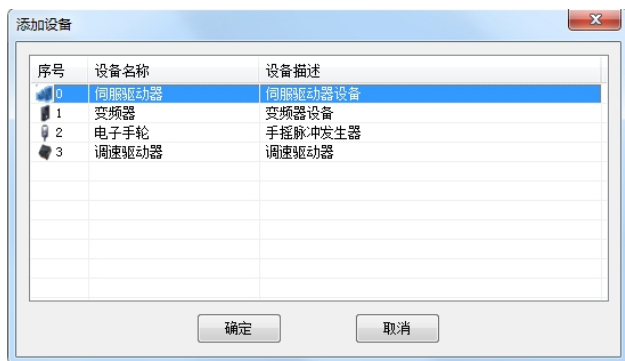 添加设备
序号 设备名称 设备描述
0 伺服驱动器 伺服驱动器设备
1 变频器 变频器设备
2 电子手轮 手摇脉冲发生器
3 调速驱动器 调速驱动器
确定 取消